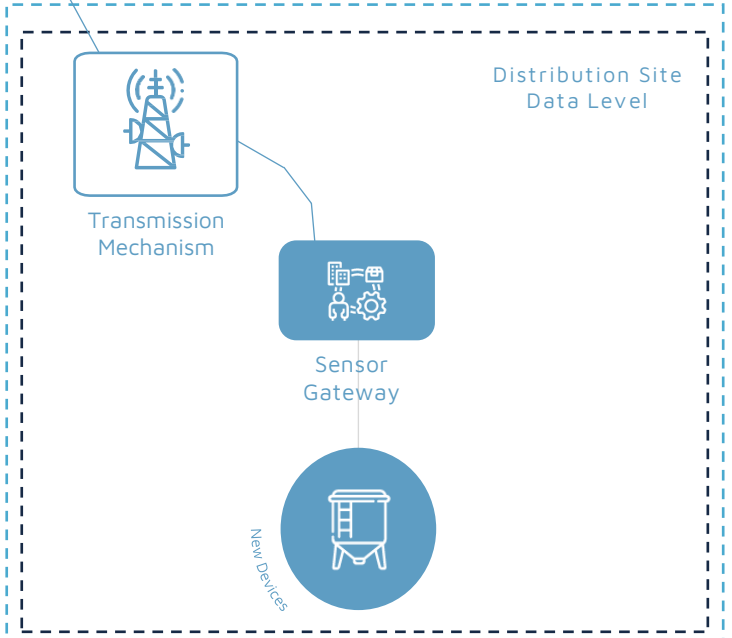 Distribution Site
Data Level
Transmission
Mechanism
Sensor
Gateway
New Devices